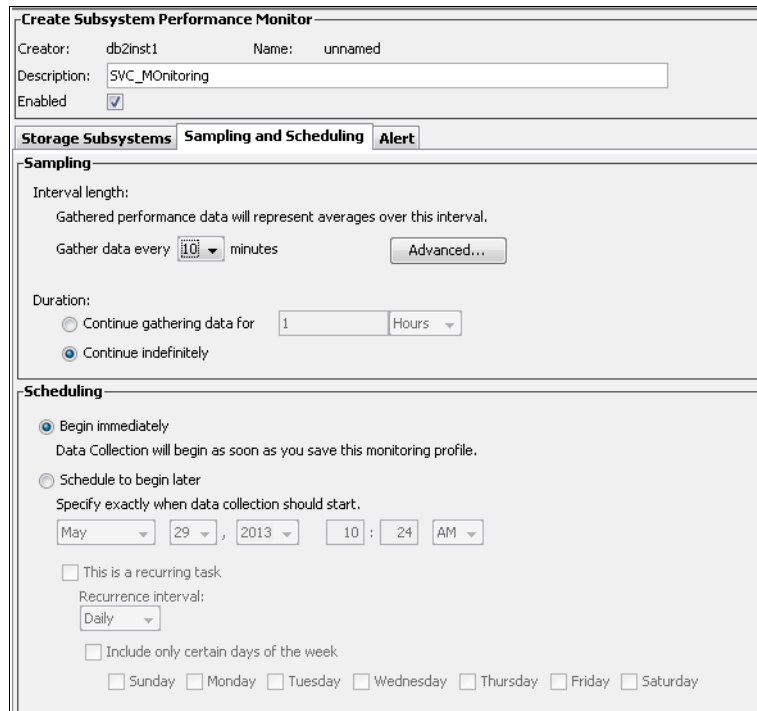 Create Subsystem Performance Monitor
Creator: db2inst1 Name: unnamed
Description: SVC_MOnitoring
Enabled
Storage Subsystems Sampling and Scheduling Alert
Sampling
Interval length:
Gathered performance data will represent averages over this interval.
Gather data every 10 minutes Advanced...
Duration:
Continue gathering data for 1 Hours
Continue indefinitely
Scheduling
Begin immediately
Data Collection will begin as soon as you save this monitoring profile.
Schedule to begin later
Specify exactly when data collection should start.
May 29 , 2013 10 : 24 AM
This is a recurring task
Recurrence interval:
Daily
Include only certain days of the week
Sunday Monday Tuesday Wednesday Thursday Friday Saturday